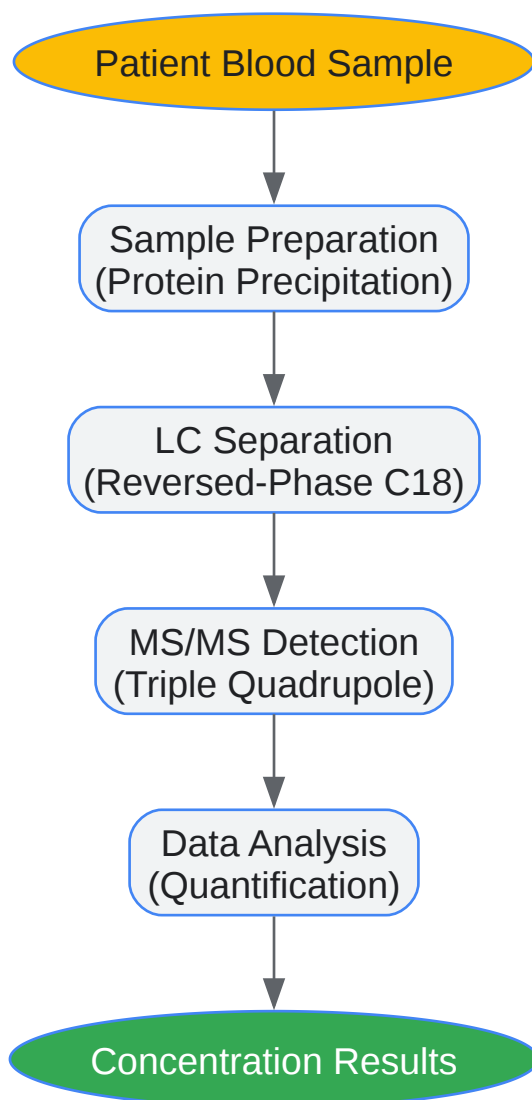 Patient Blood Sample
Sample Preparation
(Protein Precipitation)
LC Separation
(Reversed-Phase C18)
MS/MS Detection
(Triple Quadrupole)
Data Analysis
(Quantification)
Concentration Results